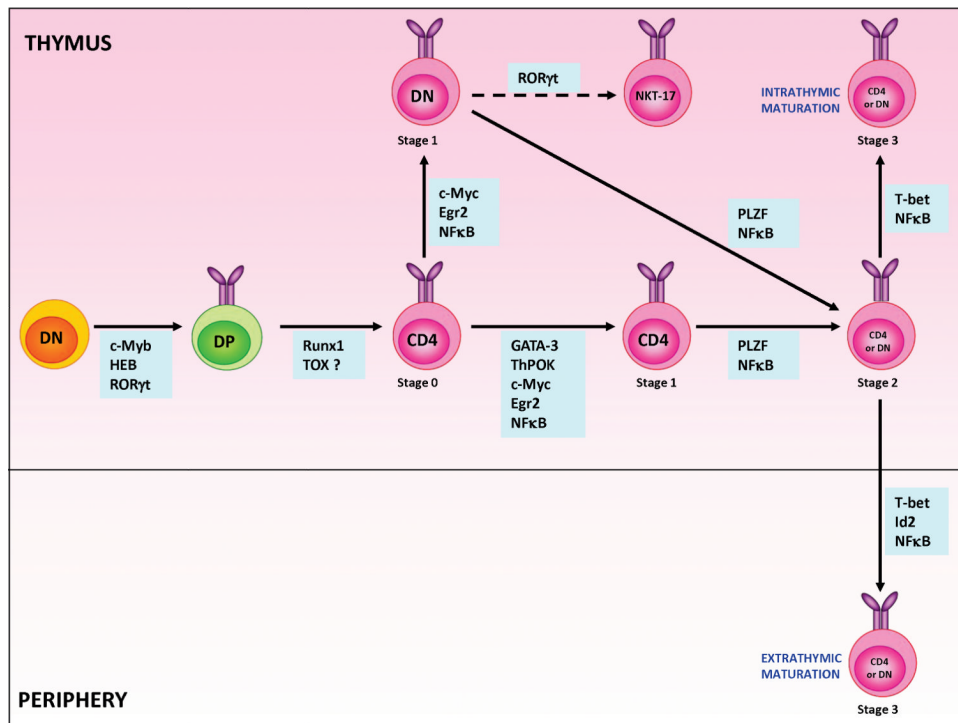 THYMUS
DN
Stage 1
RORγt
NKT-17
INTRATHYMIC
MATURATION
CD4
or DN
Stage 3
c-Myc
Egr2
NFκB
PLZF
NFκB
T-bet
NFκB
DN
c-Myb
HEB
RORγt
DP
Runx1
TOX ?
CD4
Stage 0
GATA-3
ThPOK
c-Myc
Egr2
NFκB
CD4
Stage 1
PLZF
NFκB
CD4
or DN
Stage 2
T-bet
Id2
NFκB
EXTRATHYMIC
MATURATION
CD4
or DN
Stage 3
PERIPHERY